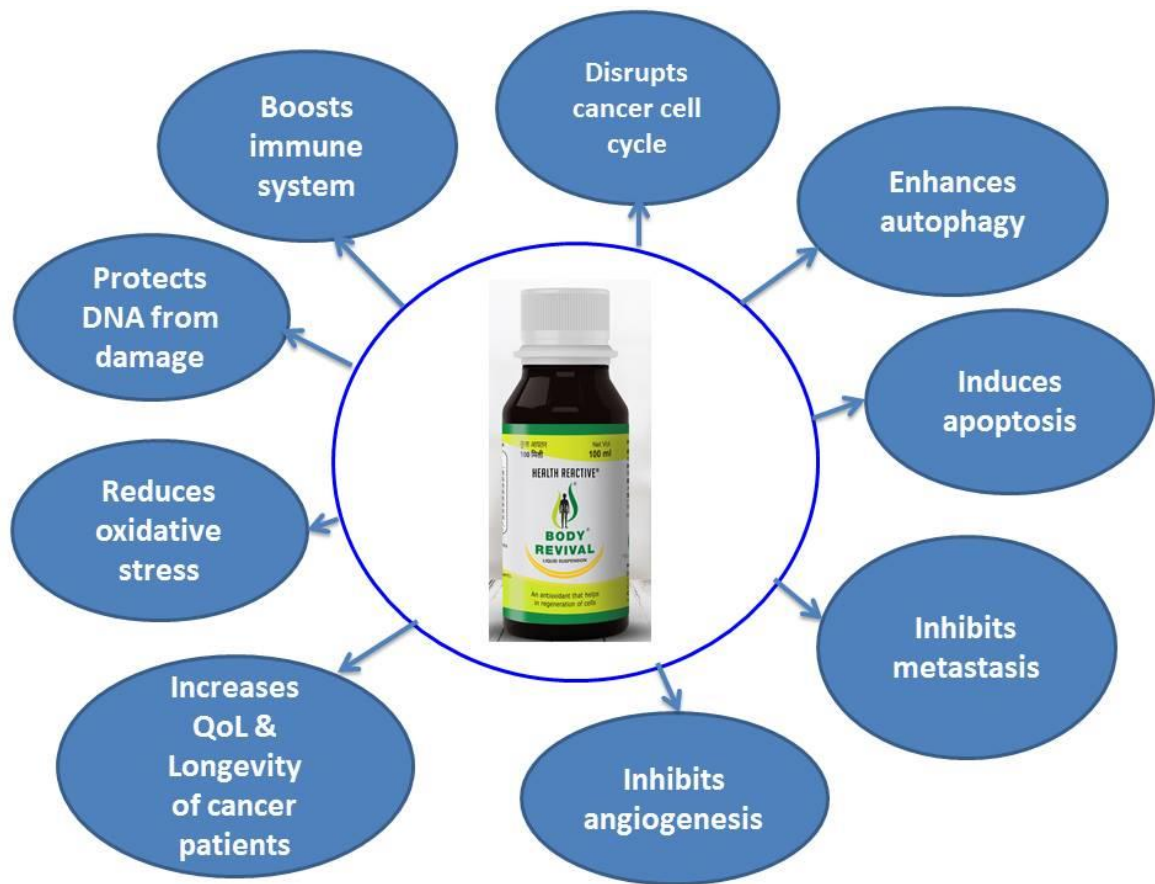 Boosts
immune
system
Disrupts
cancer cell
cycle
Enhances
autophagy
Protects
DNA from
damage
Induces
apoptosis
Reduces
oxidative
stress
Inhibits
metastasis
Increases
QoL &
Longevity
of cancer
patients
Inhibits
angiogenesis
Net Vol.
100 मिली 100 ml
HEALTH REACTIVE®
BODY
REVIVAL
LIQUID SUSPENSION
An antioxidant that helps
in regeneration of cells